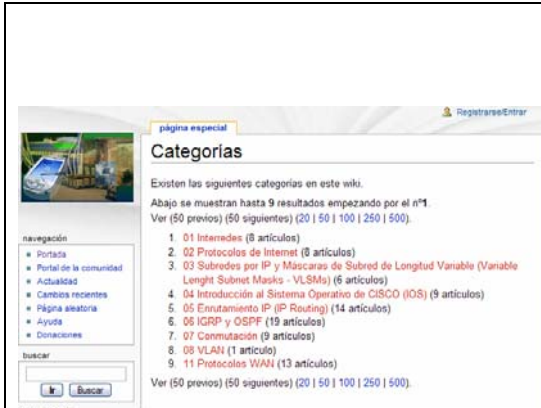 Registrarse/Entrar
página especial
Categorías
Existen las siguientes categorías en este wiki.
Abajo se muestran hasta 9 resultados empezando por el nº1.
Ver (50 previos) (50 siguientes) (20 | 50 | 100 | 250 | 500).
1. 01 Interredes (8 artículos)
2. 02 Protocolos de Internet (8 artículos)
3. 03 Subredes por IP y Máscaras de Subred de Longitud Variable (Variable
Lenght Subnet Masks - VLSMs) (6 artículos)
4. 04 Introducción al Sistema Operativo de CISCO (IOS) (9 artículos)
5. 05 Enrutamiento IP (IP Routing) (14 artículos)
6. 06 IGRP y OSPF (19 artículos)
7. 07 Conmutación (9 artículos)
8. 08 VLAN (1 artículo)
9. 11 Protocolos WAN (13 artículos)
Ver (50 previos) (50 siguientes) (20 | 50 | 100 | 250 | 500).
navegación
Portada
Portal de la comunidad
Actualidad
Cambios recientes
Página aleatoria
Ayuda
Donaciones
buscar
Ir Buscar